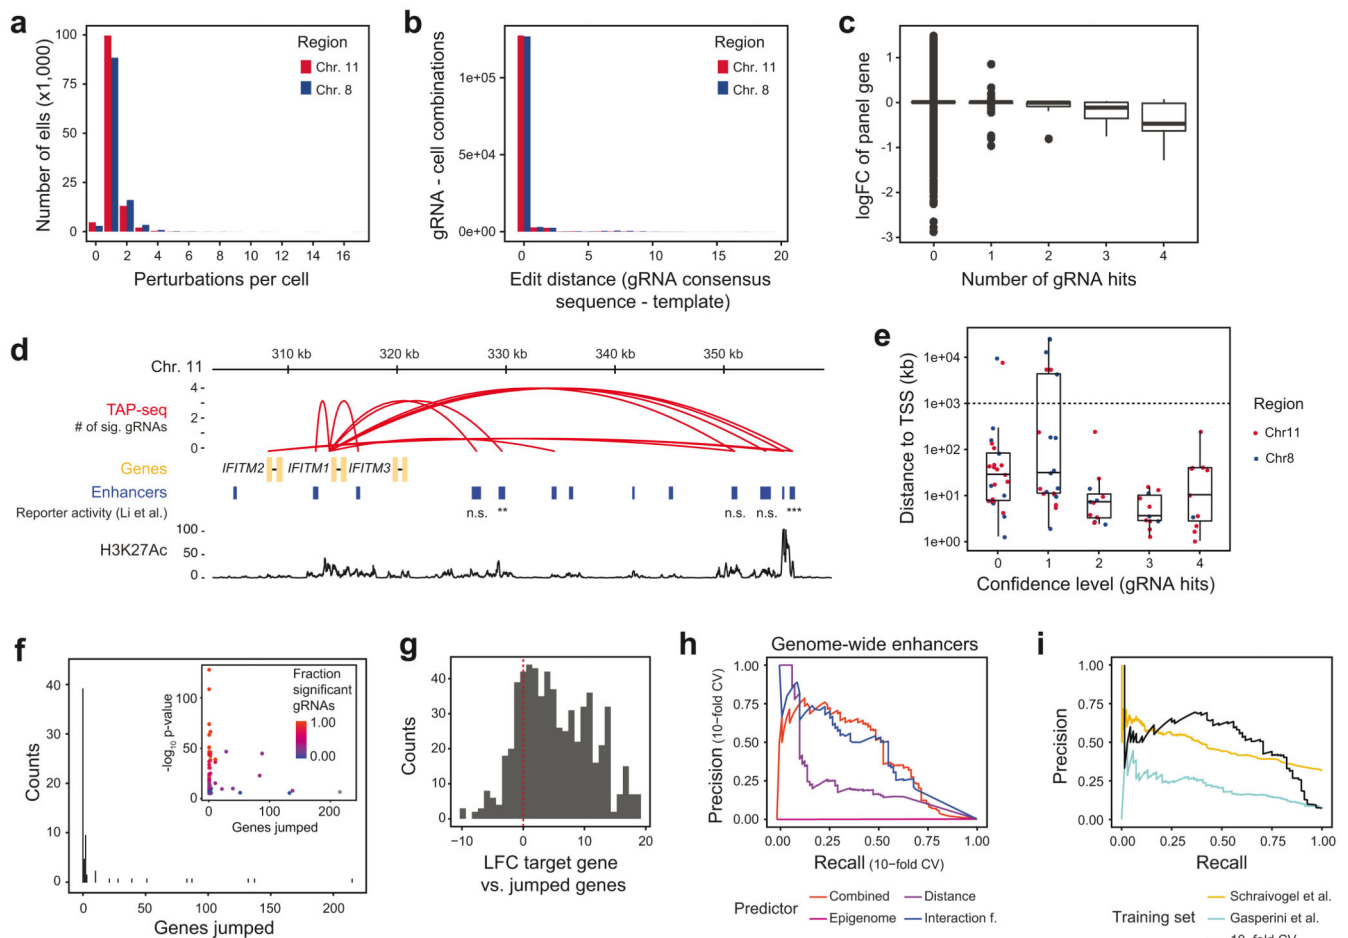 a
Number of ells (x1,000)
100
75
50
25
0
0 2 4 6 8 10 12 14 16
Perturbations per cell
Region
Chr. 11
Chr. 8
b
gRNA - cell combinations
1e+05
5e+04
0e+00
0 5 10 15 20
Edit distance (gRNA consensus
sequence - template)
Region
Chr. 11
Chr. 8
c
logFC of panel gene
1
0
-1
-2
-3
0 1 2 3 4
Number of gRNA hits
d
310 kb 320 kb 330 kb 340 kb 350 kb
Chr. 11
TAP-seq
# of sig. gRNAs
4
2
2
0
Genes
IFITM2 IFITM1 IFITM3
Enhancers
Reporter activity (Li et al.)
n.s. ** n.s. n.s. ***
H3K27Ac
100
50
0
e
Distance to TSS (kb)
1e+04
1e+03
1e+02
1e+01
1e+00
0 1 2 3 4
Confidence level (gRNA hits)
Region
Chr11
Chr8
f
Counts
40
30
20
10
0
0 50 100 150 200
Genes jumped
-log10 p-value
100
50
0
0 100 200
Genes jumped
Fraction
significant
gRNAs
1.00
0.00
g
Counts
40
30
20
10
0
−10 0 10 20
LFC target gene
vs. jumped genes
h
Genome-wide enhancers
Precision (10-fold CV)
1.00
0.75
0.50
0.25
0.00
0.00 0.25 0.50 0.75 1.00
Recall (10−fold CV)
Predictor
Combined
Distance
Epigenome
Interaction f.
i
Precision
1.00
0.75
0.50
0.25
0.00
0.00 0.25 0.50 0.75 1.00
Recall
Training set
Schraivogel et al.
Gasperini et al.